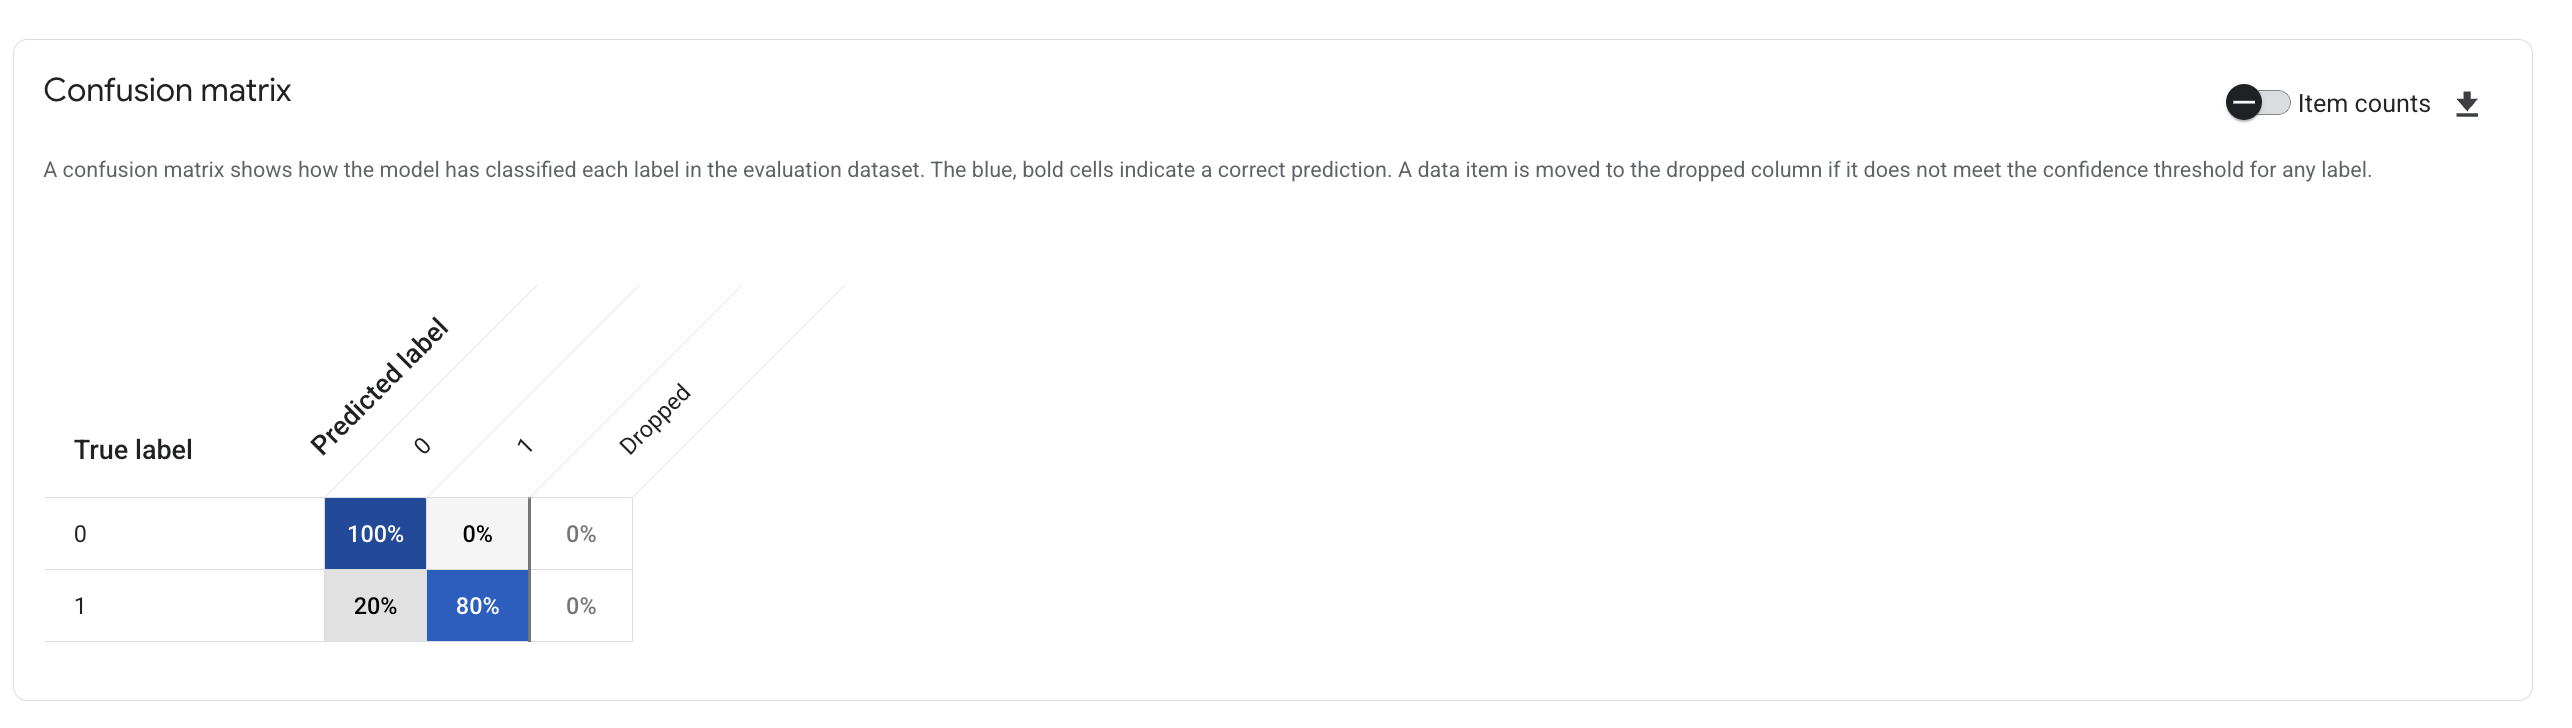 Confusion matrix
Item counts
A confusion matrix shows how the model has classified each label in the evaluation dataset. The blue, bold cells indicate a correct prediction. A data item is moved to the dropped column if it does not meet the confidence threshold for any label.
True label
Predicted label
0
1
Dropped
0 100% 0% 0%
1 20% 80% 0%